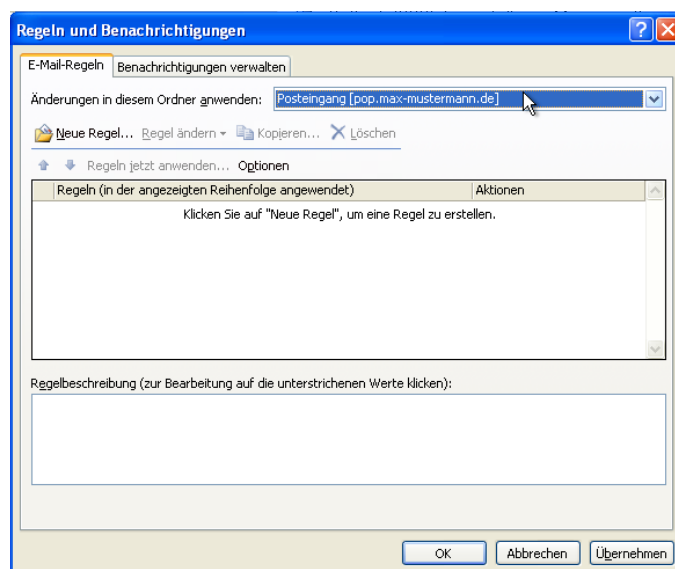 Regeln und Benachrichtigungen
E-Mail-Regeln Benachrichtigungen verwalten
Änderungen in diesem Ordner anwenden: Posteingang [pop.max-mustermann.de]
Neue Regel... Regel ändern Kopieren... Löschen
Regeln jetzt anwenden... Optionen
Regeln (in der angezeigten Reihenfolge angewendet) Aktionen
Klicken Sie auf "Neue Regel", um eine Regel zu erstellen.
Regelbeschreibung (zur Bearbeitung auf die unterstrichenen Werte klicken):
OK Abbrechen Übernehmen